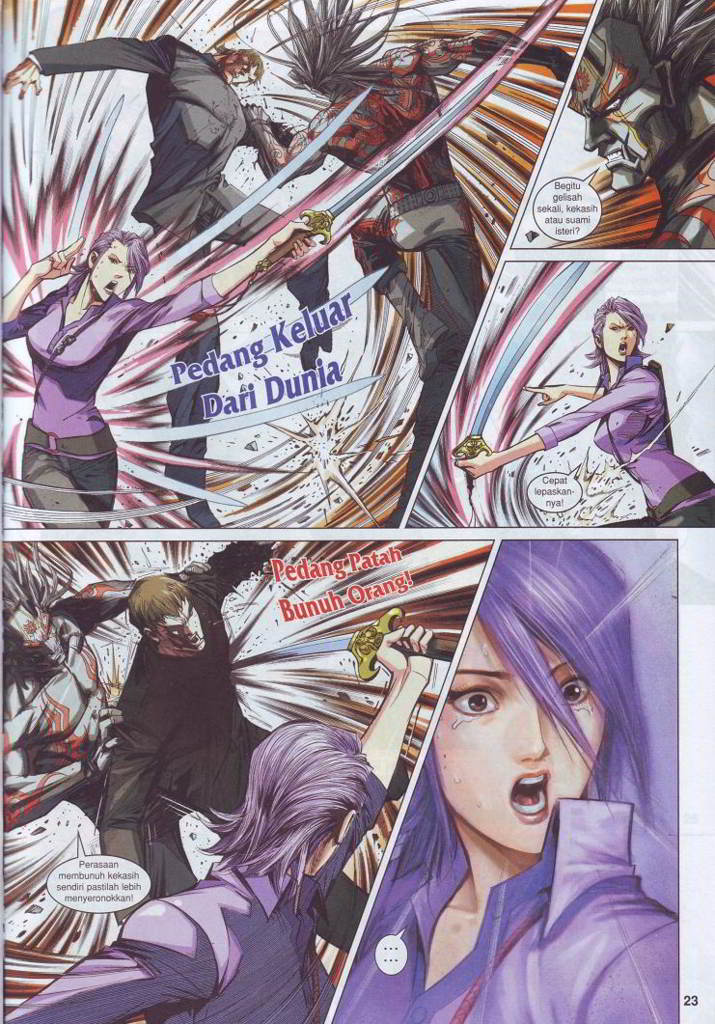 Begitu
gelisah
sekali, kekasih
atau suami
isteri?
Pedang Keluar
Dari Dunia
Cepat
lepaskan-
nya!
Pedang Patah
Bunuh Orang!
Perasaan
membunuh kekasih
sendiri pastilah lebih
menyeronokkan!
...
...
23